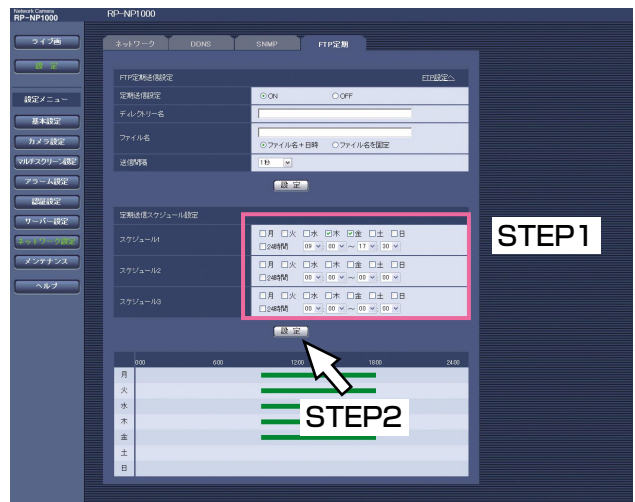 Network Camera
RP-NP1000
RP-NP1000
ライブ画
設 定
設定メニュー
基本設定
カメラ設定
マルチスクリーン設定
アラーム設定
認証設定
サーバー設定
ネットワーク設定
メンテナンス
ヘルプ
ネットワーク DDNS SNMP FTP定期
FTP定期送信設定 FTP設定へ
定期送信設定 ON OFF
ディレクトリー名
ファイル名
ファイル名+日時 ファイル名を固定
送信間隔 1秒
設 定
定期送信スケジュール設定
スケジュール1 月 火 水 木 金 土 日
24時間 09 00 ～ 17 30
スケジュール2 月 火 水 木 金 土 日
24時間 00 00 ～ 00 00
スケジュール3 月 火 水 木 金 土 日
24時間 00 00 ～ 00 00
STEP1
設 定
STEP2
0:00 6:00 12:00 18:00 24:00
月
火
水
木
金
土
日